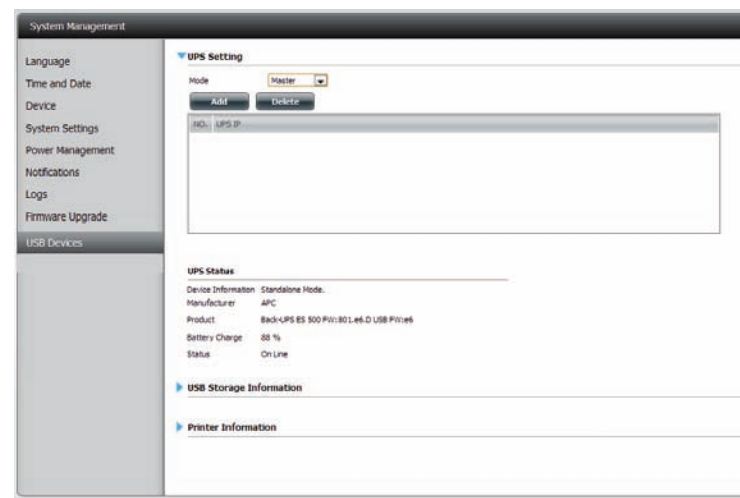 System Management
Language
Time and Date
Device
System Settings
Power Management
Notifications
Logs
Firmware Upgrade
USB Devices
UPS Setting
Mode Master
Add Delete
NO. UPS IP
UPS Status
Device Information Standalone Mode.
Manufacturer APC
Product Back-UPS ES 500 FW:801.e6.D USB FW:e6
Battery Charge 88 %
Status On Line
USB Storage Information
Printer Information